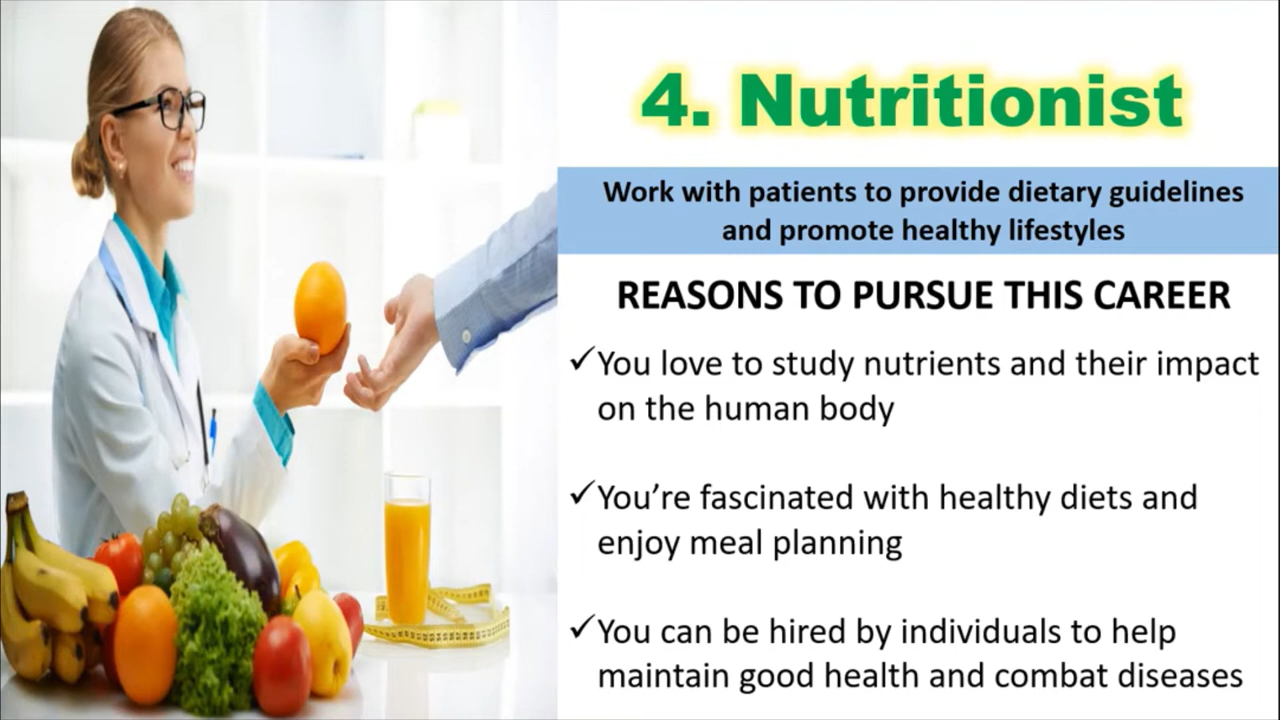 4. Nutritionist
Work with patients to provide dietary guidelines
and promote healthy lifestyles
REASONS TO PURSUE THIS CAREER
✓You love to study nutrients and their impact
on the human body
✓You’re fascinated with healthy diets and
enjoy meal planning
✓You can be hired by individuals to help
maintain good health and combat diseases